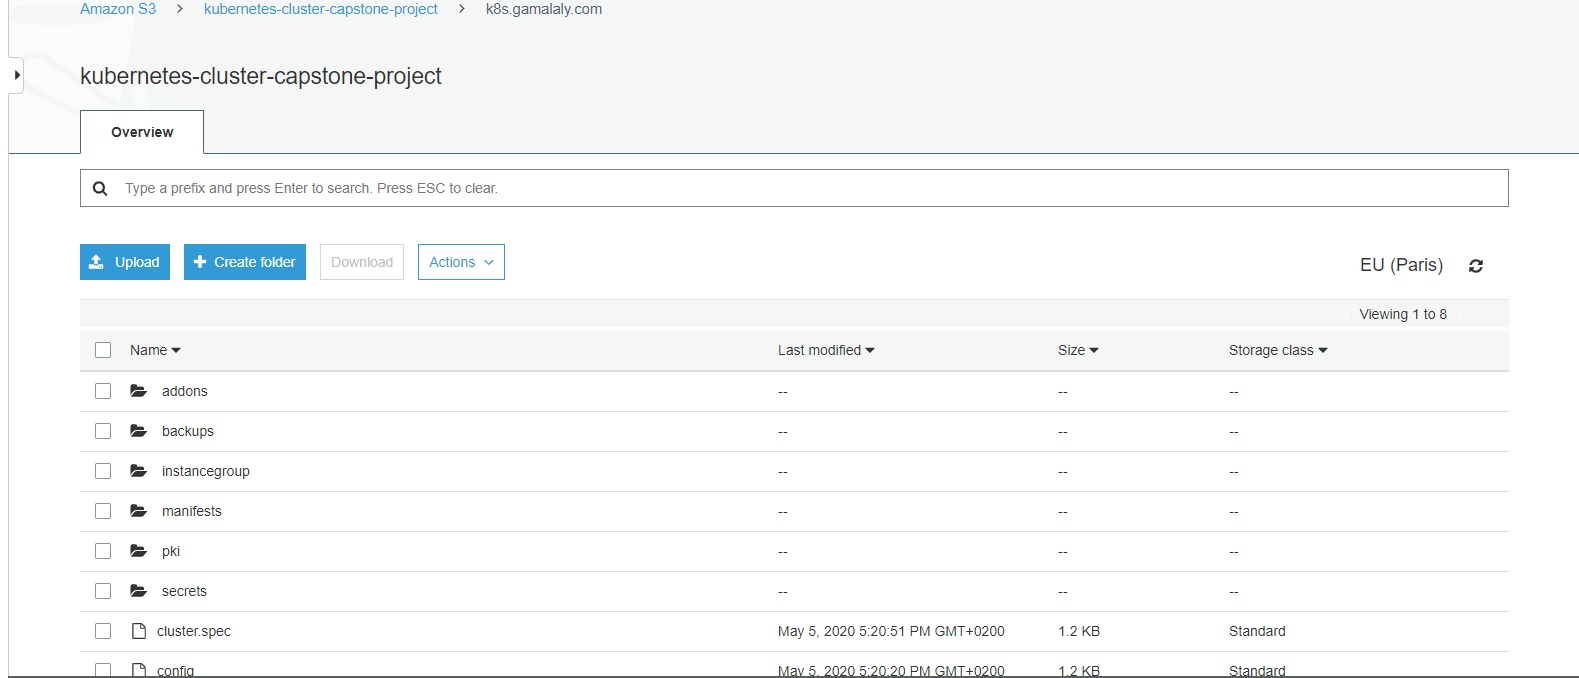 Amazon S3 > kubernetes-cluster-capstone-project > k8s.gamalaly.com
kubernetes-cluster-capstone-project
Overview
Type a prefix and press Enter to search. Press ESC to clear.
Upload Create folder Download Actions EU (Paris)
Viewing 1 to 8
Name Last modified Size Storage class
addons -- -- --
backups -- -- --
instancegroup -- -- --
manifests -- -- --
pki -- -- --
secrets -- -- --
cluster.spec May 5, 2020 5:20:51 PM GMT+0200 1.2 KB Standard
config May 5, 2020 5:20:20 PM GMT+0200 1.2 KB Standard